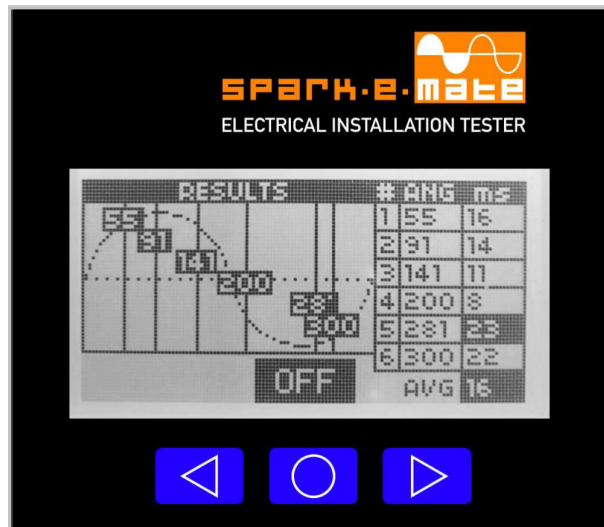 spark·e·mate
ELECTRICAL INSTALLATION TESTER
RESULTS # ANG ms
1 55 16
2 91 14
3 141 11
4 200 8
5 281 23
6 300 22
AVG 16
55
91
141
200
281
300
OFF